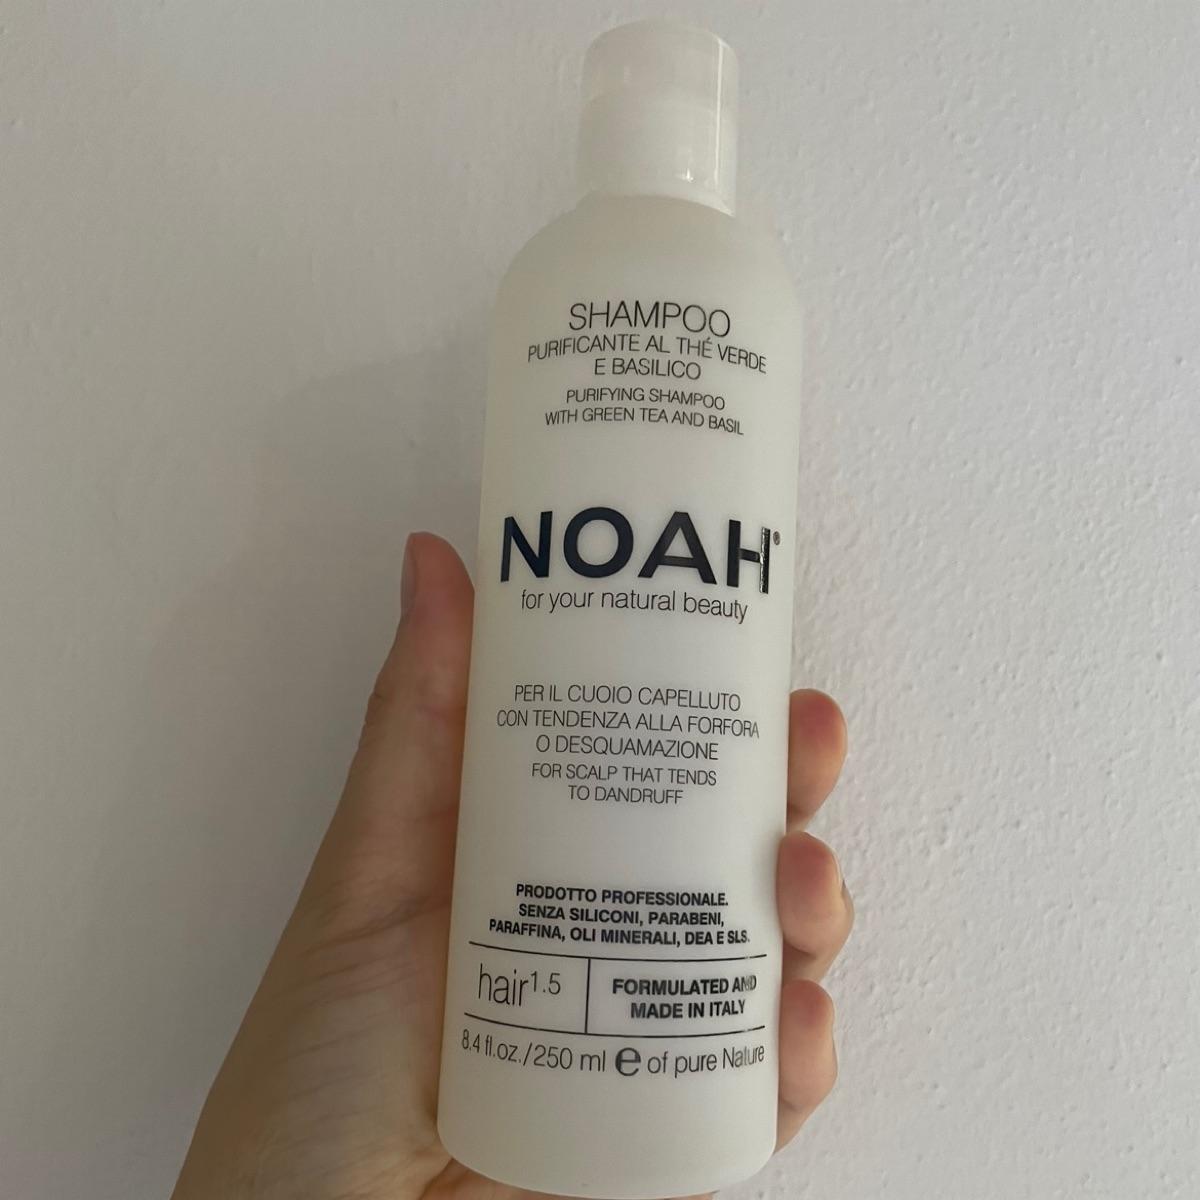 SHAMPOO
PURIFICANTE AL THÉ VERDE
E BASILICO
PURIFYING SHAMPOO
WITH GREEN TEA AND BASIL
NOAH®
for your natural beauty
PER IL CUOIO CAPELLUTO
CON TENDENZA ALLA FORFORA
O DESQUAMAZIONE
FOR SCALP THAT TENDS
TO DANDRUFF
PRODOTTO PROFESSIONALE.
SENZA SILICONI, PARABENI,
PARAFFINA, OLI MINERALI, DEA E SLS.
hair 1.5
FORMULATED AND
MADE IN ITALY
8.4 fl.oz./250 ml e of pure Nature